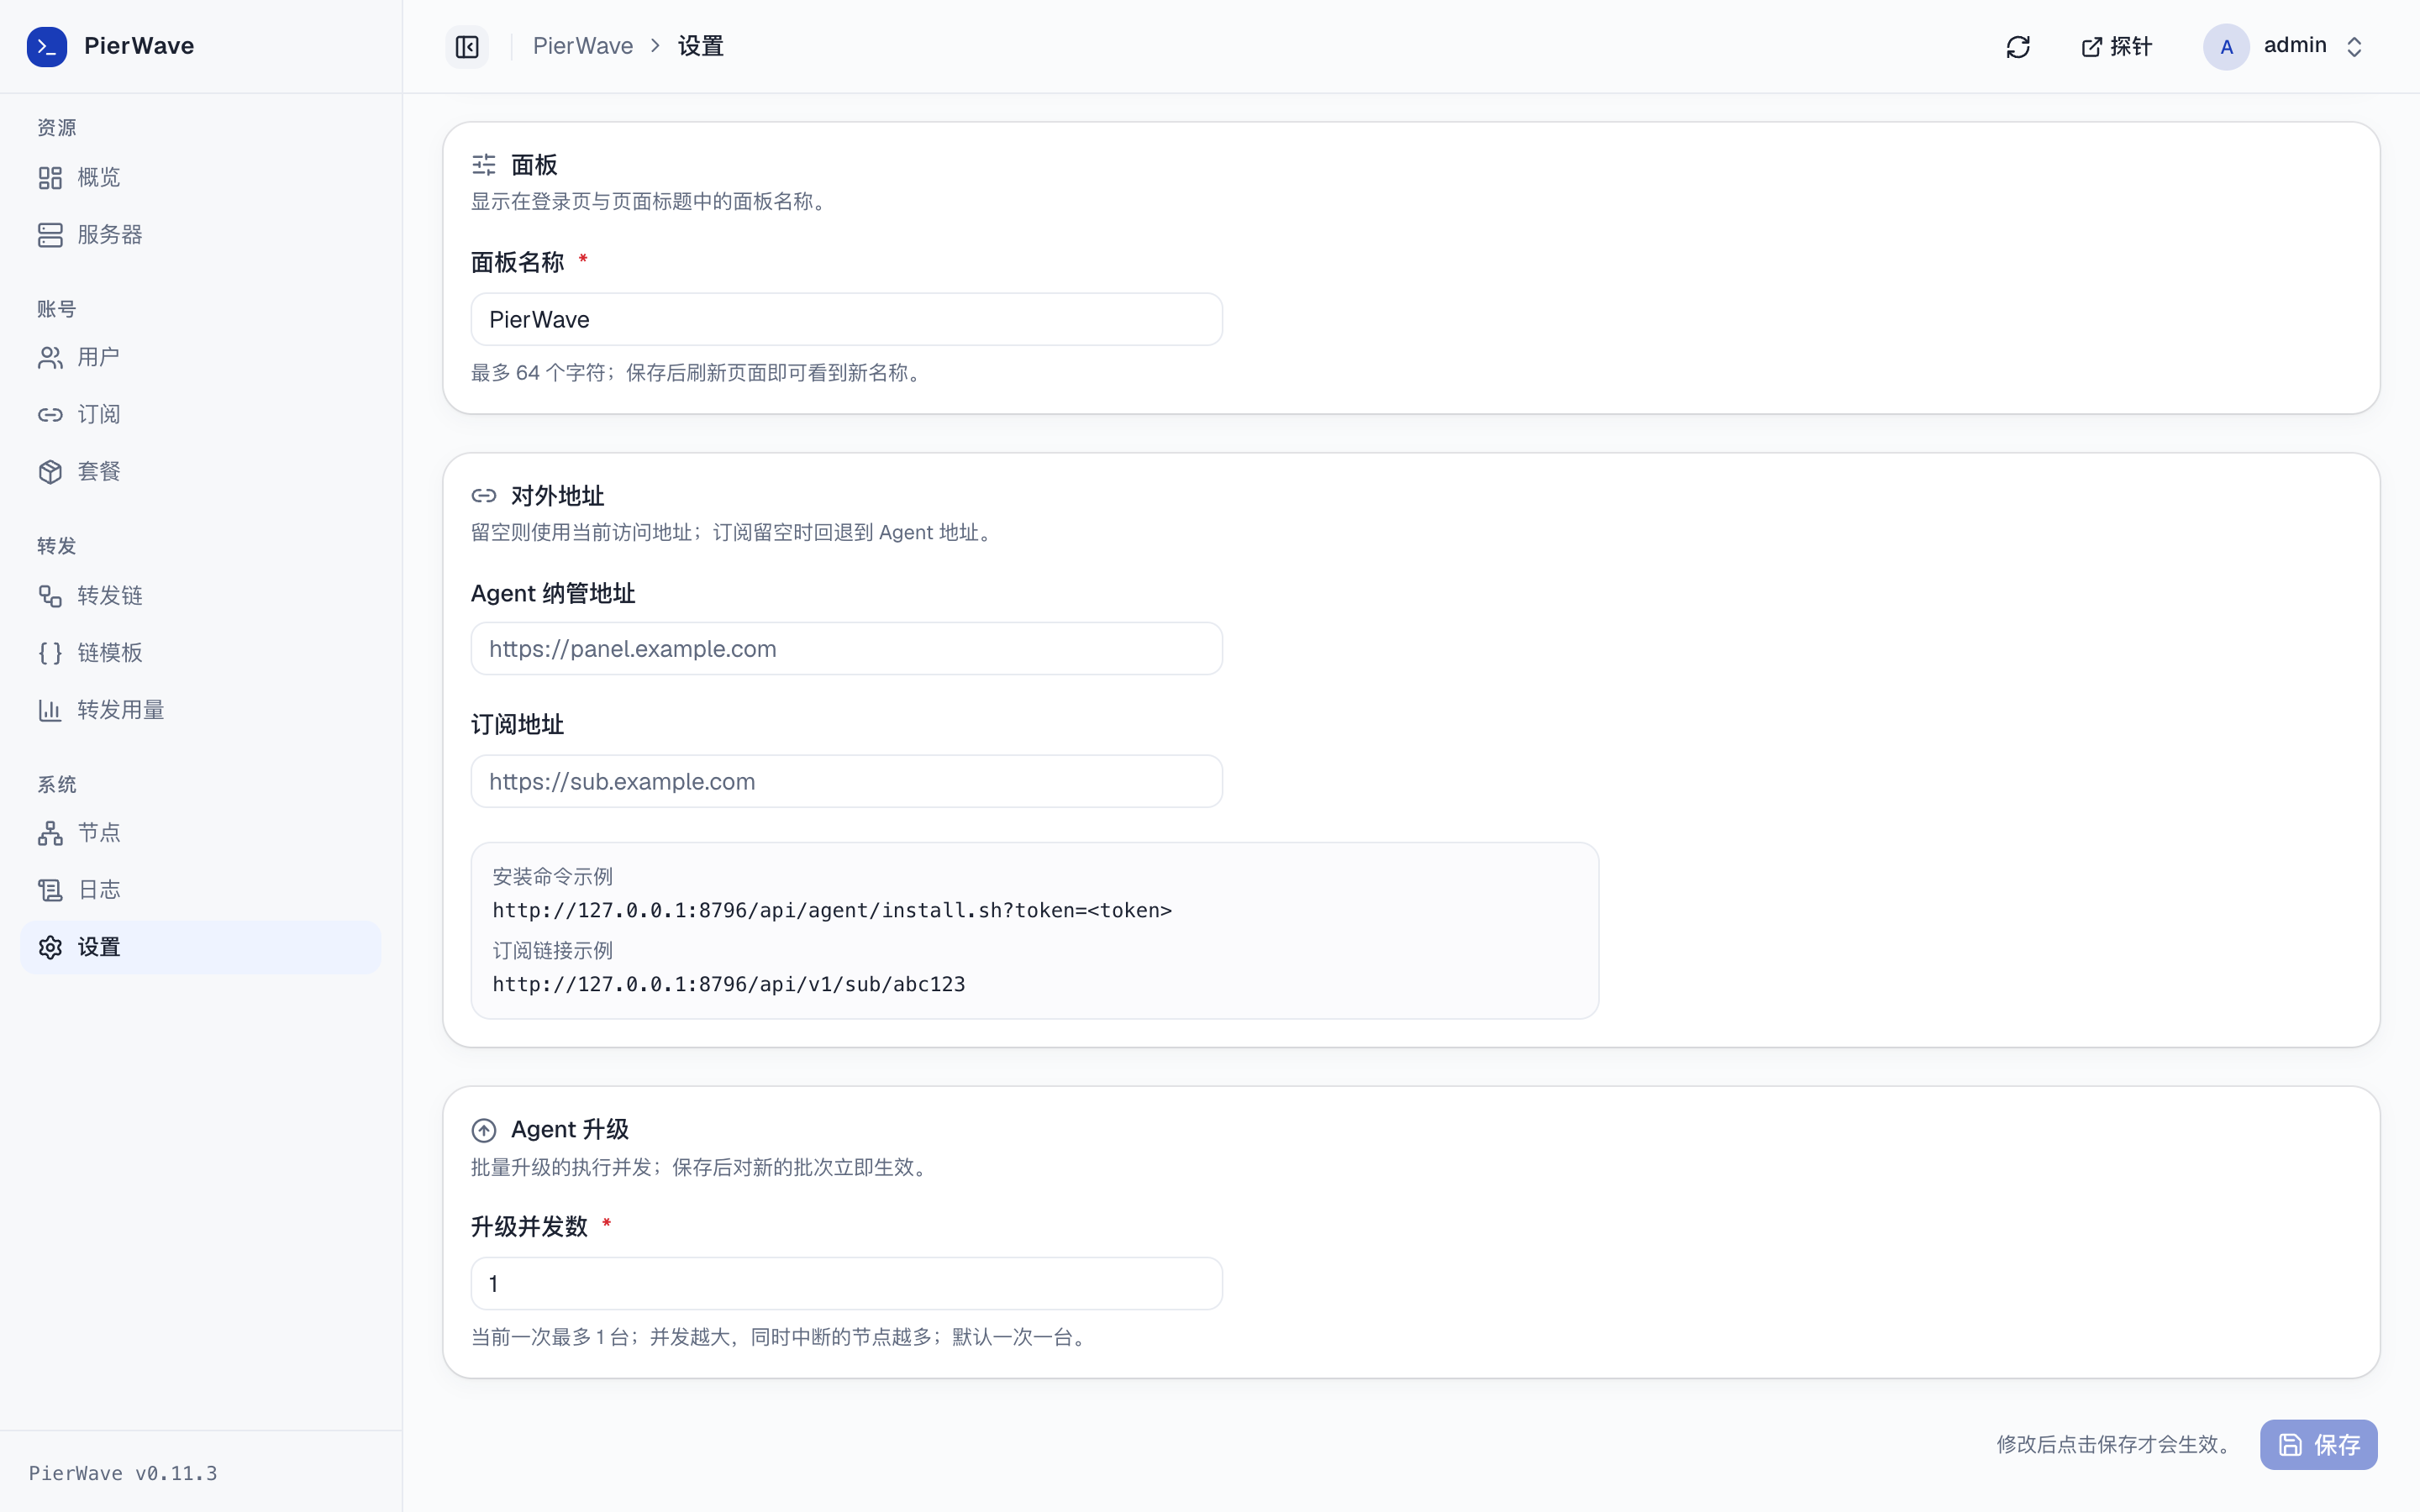 PierWave
PierWave > 设置
探针
A
admin
资源
概览
服务器
账号
用户
订阅
套餐
转发
转发链
链模板
转发用量
系统
节点
日志
设置
PierWave v0.11.3
面板
显示在登录页与页面标题中的面板名称。
面板名称 *
PierWave
最多 64 个字符；保存后刷新页面即可看到新名称。
对外地址
留空则使用当前访问地址；订阅留空时回退到 Agent 地址。
Agent 纳管地址
https://panel.example.com
订阅地址
https://sub.example.com
安装命令示例
http://127.0.0.1:8796/api/agent/install.sh?token=<token>
订阅链接示例
http://127.0.0.1:8796/api/v1/sub/abc123
Agent 升级
批量升级的执行并发；保存后对新的批次立即生效。
升级并发数 *
1
当前一次最多 1 台；并发越大，同时中断的节点越多；默认一次一台。
修改后点击保存才会生效。
保存